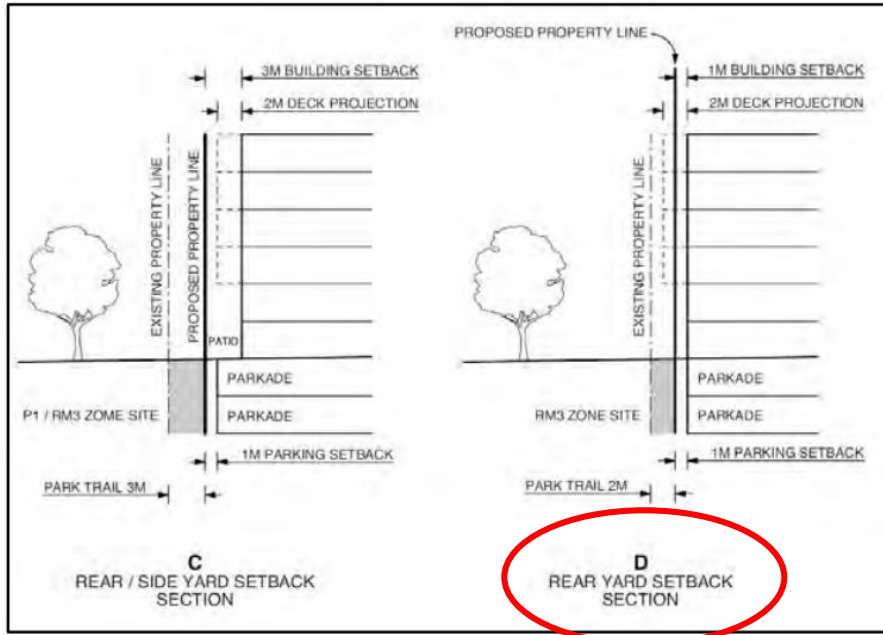 3M BUILDING SETBACK
2M DECK PROJECTION
EXISTING PROPERTY LINE
PROPOSED PROPERTY LINE
PATIO
PARKADE
PARKADE
P1 / RM3 ZOME SITE
1M PARKING SETBACK
PARK TRAIL 3M
C
REAR / SIDE YARD SETBACK
SECTION
PROPOSED PROPERTY LINE
1M BUILDING SETBACK
2M DECK PROJECTION
EXISTING PROPERTY LINE
PARKADE
RM3 ZONE SITE
PARKADE
1M PARKING SETBACK
PARK TRAIL 2M
D
REAR YARD SETBACK
SECTION